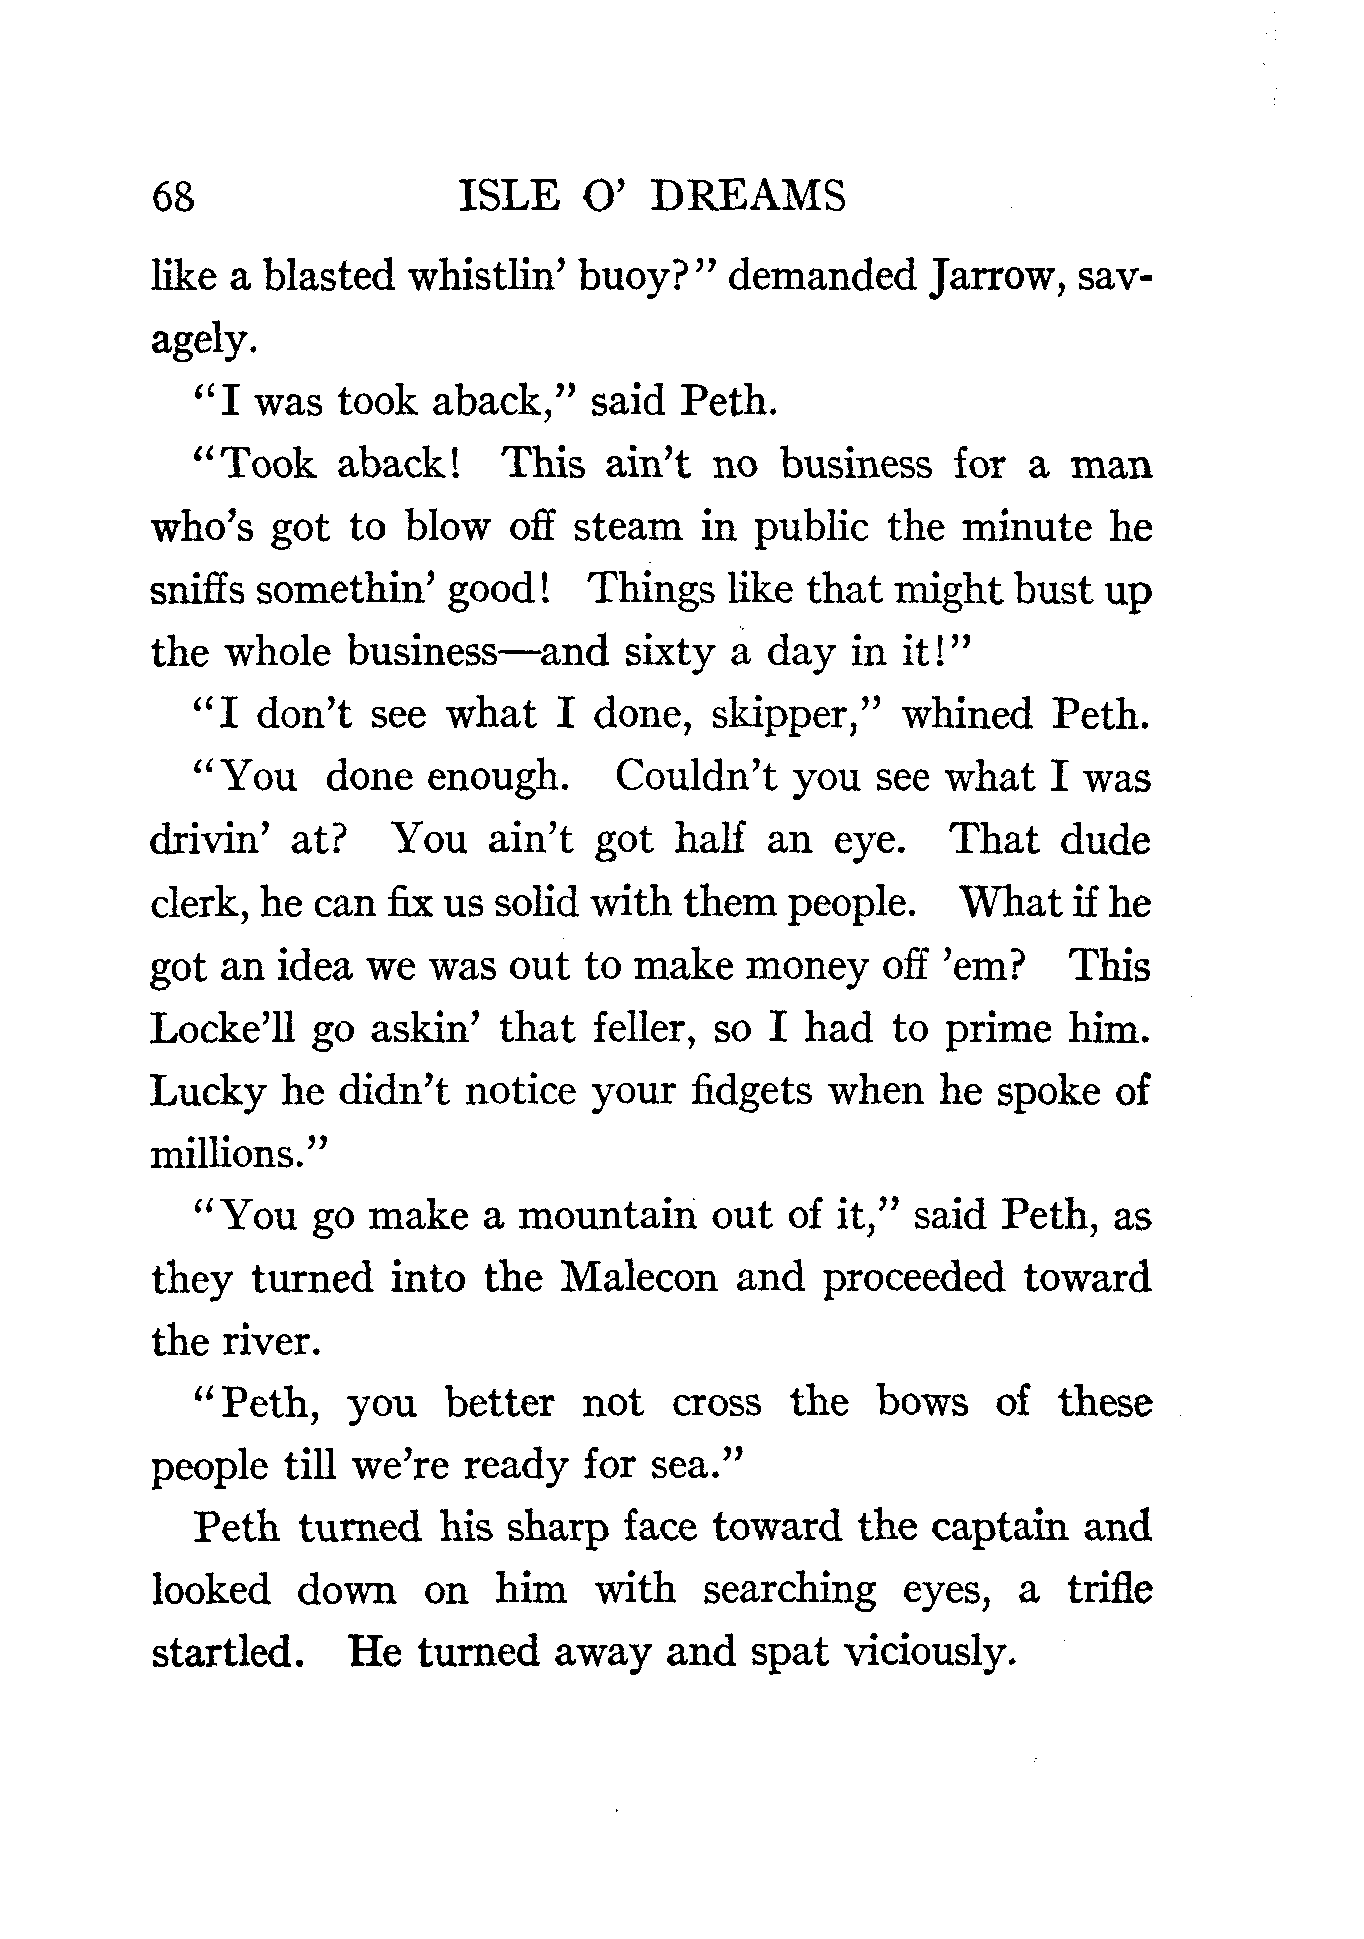 68 ISLE O’ DREAMS
like a blasted whistlin’ buoy?” demanded Jarrow, sav-
agely.
“I was took aback,” said Peth.
“Took aback! This ain’t no business for a man
who’s got to blow off steam in public the minute he
sniffs somethin’ good! Things like that might bust up
the whole business—and sixty a day in it!”
“I don’t see what I done, skipper,” whined Peth.
“You done enough. Couldn’t you see what I was
drivin’ at? You ain’t got half an eye. That dude
clerk, he can fix us solid with them people. What if he
got an idea we was out to make money off ’em? This
Locke’ll go askin’ that feller, so I had to prime him.
Lucky he didn’t notice your fidgets when he spoke of
millions.”
“You go make a mountain out of it,” said Peth, as
they turned into the Malecon and proceeded toward
the river.
“Peth, you better not cross the bows of these
people till we’re ready for sea.”
Peth turned his sharp face toward the captain and
looked down on him with searching eyes, a trifle
startled. He turned away and spat viciously.